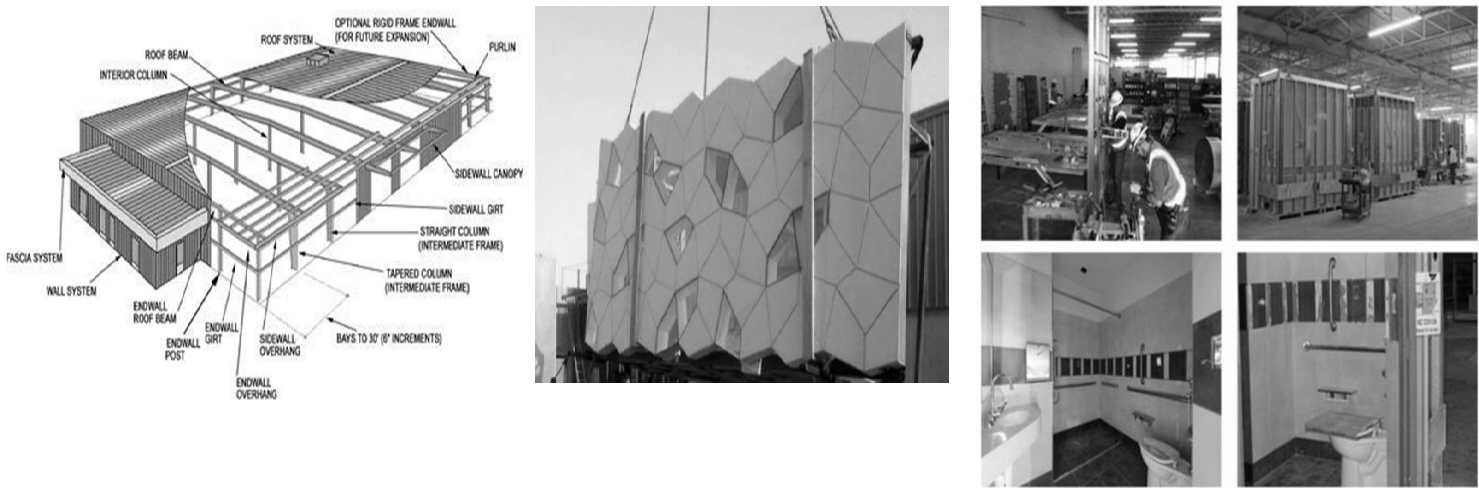 OPTIONAL RIGID FRAME ENDWALL
(FOR FUTURE EXPANSION)
ROOF SYSTEM
PURLIN
ROOF BEAM
INTERIOR COLUMN
SIDEWALL CANOPY
SIDEWALL GIRT
STRAIGHT COLUMN
(INTERMEDIATE FRAME)
FASCIA SYSTEM
TAPERED COLUMN
(INTERMEDIATE FRAME)
WALL SYSTEM
ENDWALL
ROOF BEAM
ENDWALL
POST
ENDWALL
GIRT
SIDEWALL
OVERHANG
BAYS TO 30' (6" INCREMENTS)
ENDWALL
OVERHANG